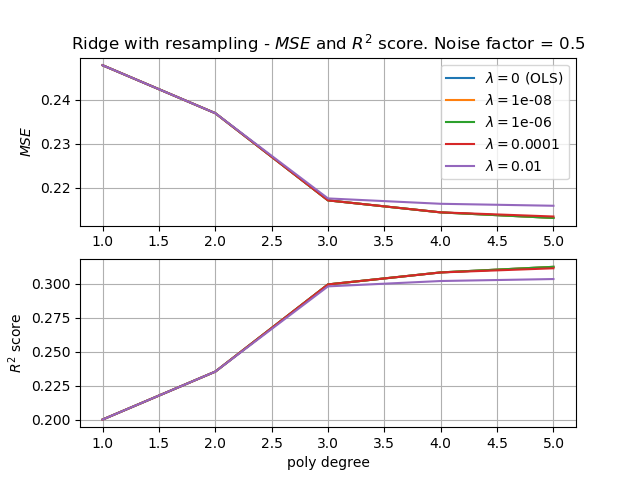 Ridge with resampling - MSE and R² score. Noise factor = 0.5
MSE
0.24
0.23
0.22
λ = 0 (OLS)
λ = 1e-08
λ = 1e-06
λ = 0.0001
λ = 0.01
1.0 1.5 2.0 2.5 3.0 3.5 4.0 4.5 5.0
R² score
0.300
0.275
0.250
0.225
0.200
1.0 1.5 2.0 2.5 3.0 3.5 4.0 4.5 5.0
poly degree